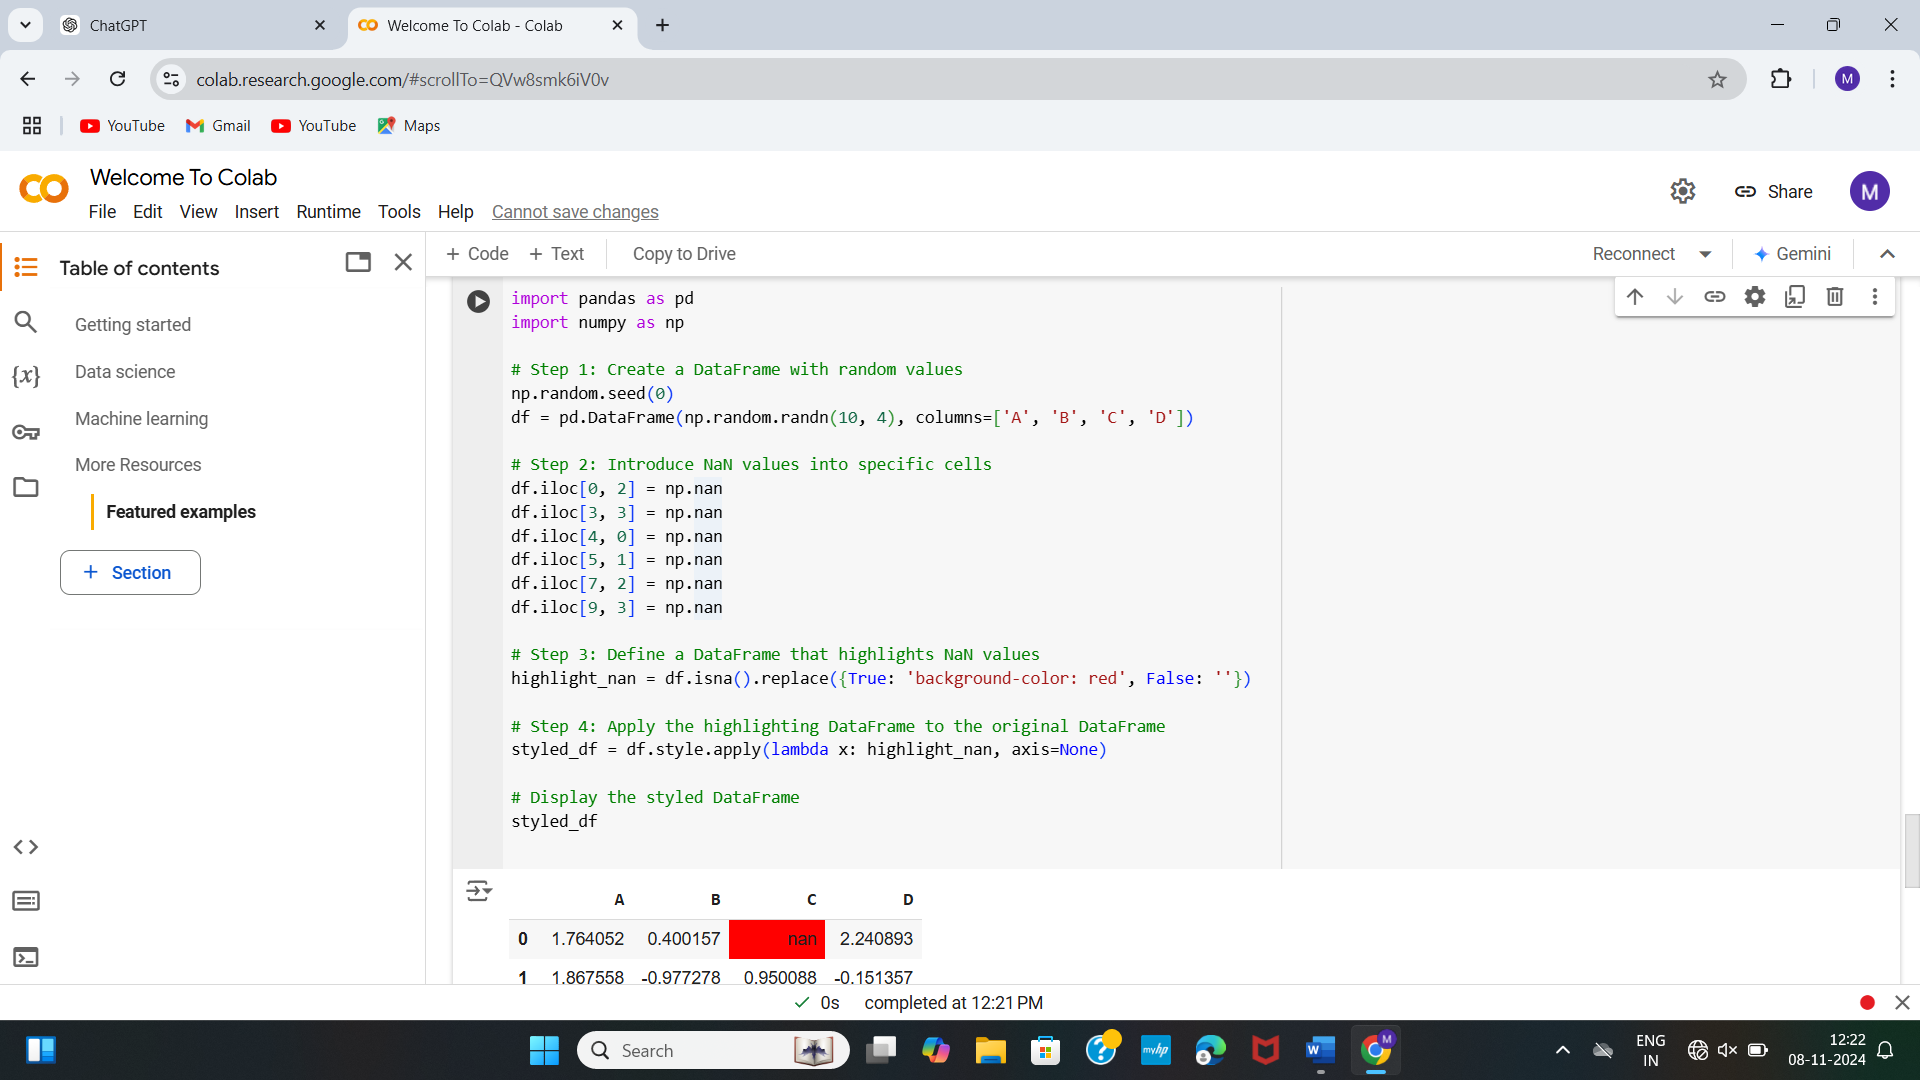 ChatGPT
Welcome To Colab - Colab
colab.research.google.com/#scrollTo=QVw8smk6iV0v
M
YouTube
Gmail
YouTube
Maps
Welcome To Colab
File Edit View Insert Runtime Tools Help Cannot save changes
Share
M
Table of contents
Getting started
Data science
Machine learning
More Resources
Featured examples
+ Section
{x}
+ Code + Text Copy to Drive
Reconnect
Gemini
import pandas as pd
import numpy as np
# Step 1: Create a DataFrame with random values
np.random.seed(0)
df = pd.DataFrame(np.random.randn(10, 4), columns=['A', 'B', 'C', 'D'])
# Step 2: Introduce NaN values into specific cells
df.iloc[0, 2] = np.nan
df.iloc[3, 3] = np.nan
df.iloc[4, 0] = np.nan
df.iloc[5, 1] = np.nan
df.iloc[7, 2] = np.nan
df.iloc[9, 3] = np.nan
# Step 3: Define a DataFrame that highlights NaN values
highlight_nan = df.isna().replace({True: 'background-color: red', False: ''})
# Step 4: Apply the highlighting DataFrame to the original DataFrame
styled_df = df.style.apply(lambda x: highlight_nan, axis=None)
# Display the styled DataFrame
styled_df
A B C D
0 1.764052 0.400157 nan 2.240893
1 1.867558 -0.977278 0.950088 -0.151357
0s completed at 12:21 PM
Search
myhp
W
M
ENG
IN
12:22
08-11-2024